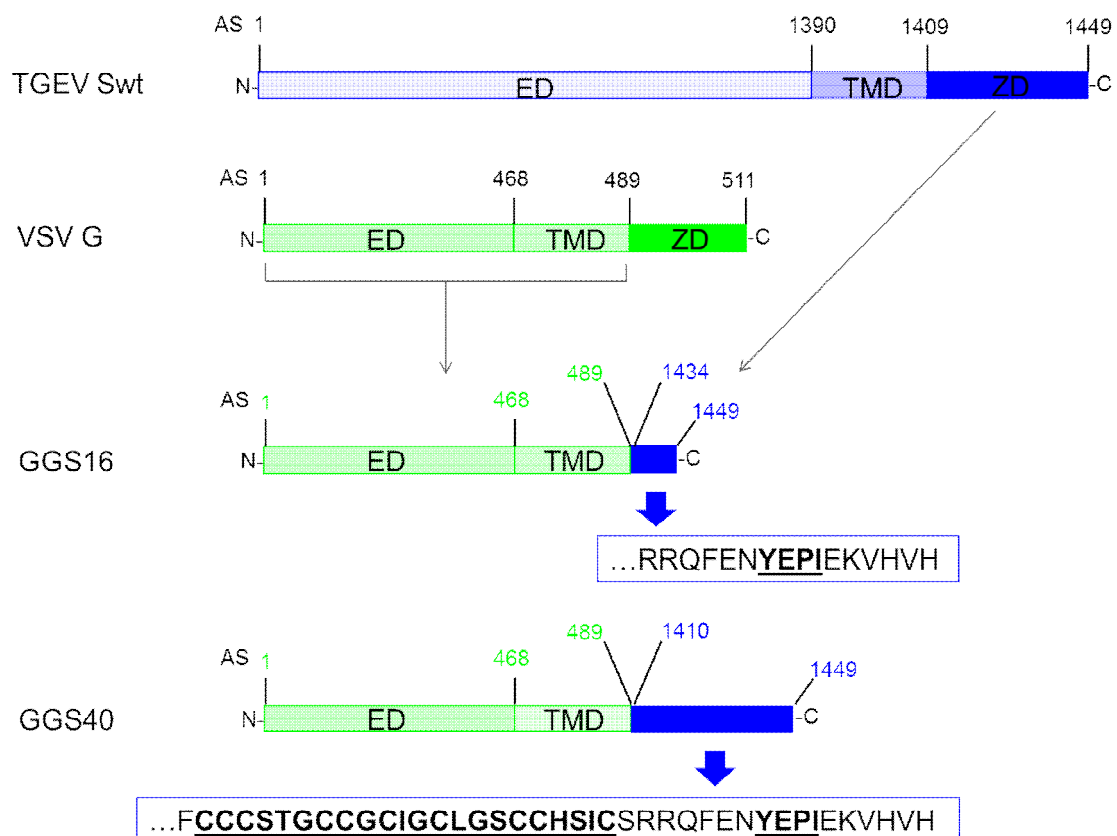 AS 1 1390 1409 1449
TGEV Swt N- ED TMD ZD -C
AS 1 468 489 511
VSV G N- ED TMD ZD -C
489 1434
AS 1 468 1449
GGS16 N- ED TMD -C
...RRQFENYEPIEKVHVH
489 1410
AS 1 468 1449
GGS40 N- ED TMD -C
...FCCCSTGCCGCIGCLGSCCHSICSRRQFENYEPIEKVHVH